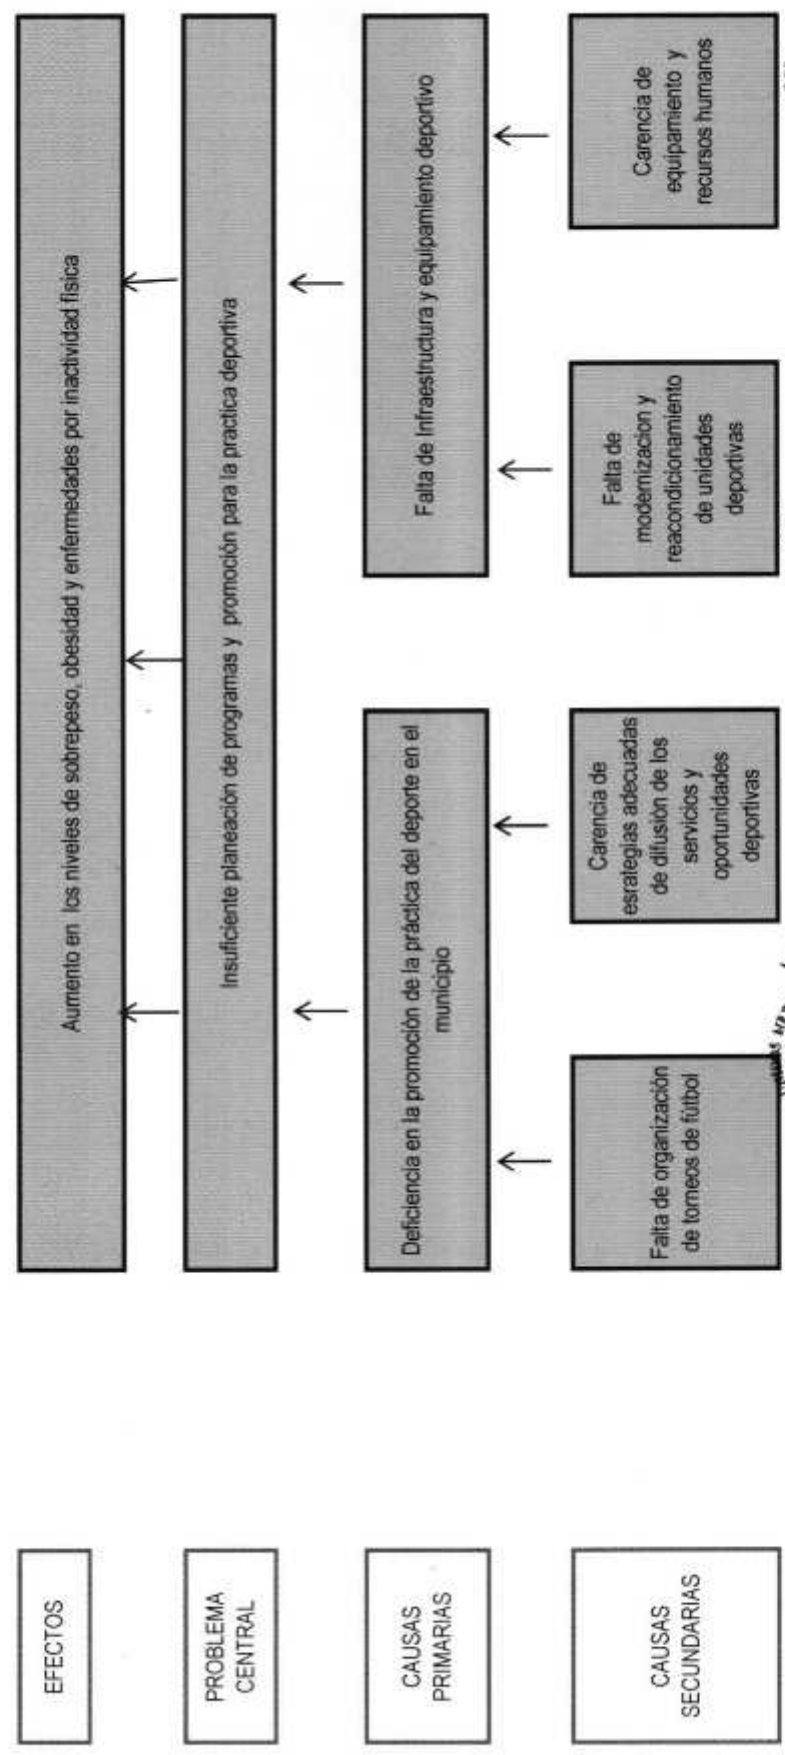 EFECTOS
Aumento en los niveles de sobrepeso, obesidad y enfermedades por inactividad fisica
PROBLEMA
CENTRAL
Insuficiente planeación de programas y promoción para la practica deportiva
CAUSAS
PRIMARIAS
Deficiencia en la promoción de la práctica del deporte en el
municipio
Falta de Infraestructura y equipamiento deportivo
CAUSAS
SECUNDARIAS
Falta de organización
de torneos de fútbol
Carencia de
esrategias adecuadas
de difusión de los
servicios y
oportunidades
deportivas
Falta de
modernizacion y
reacondicionamiento
de unidades
deportivas
Carencia de
equipamiento y
recursos humanos